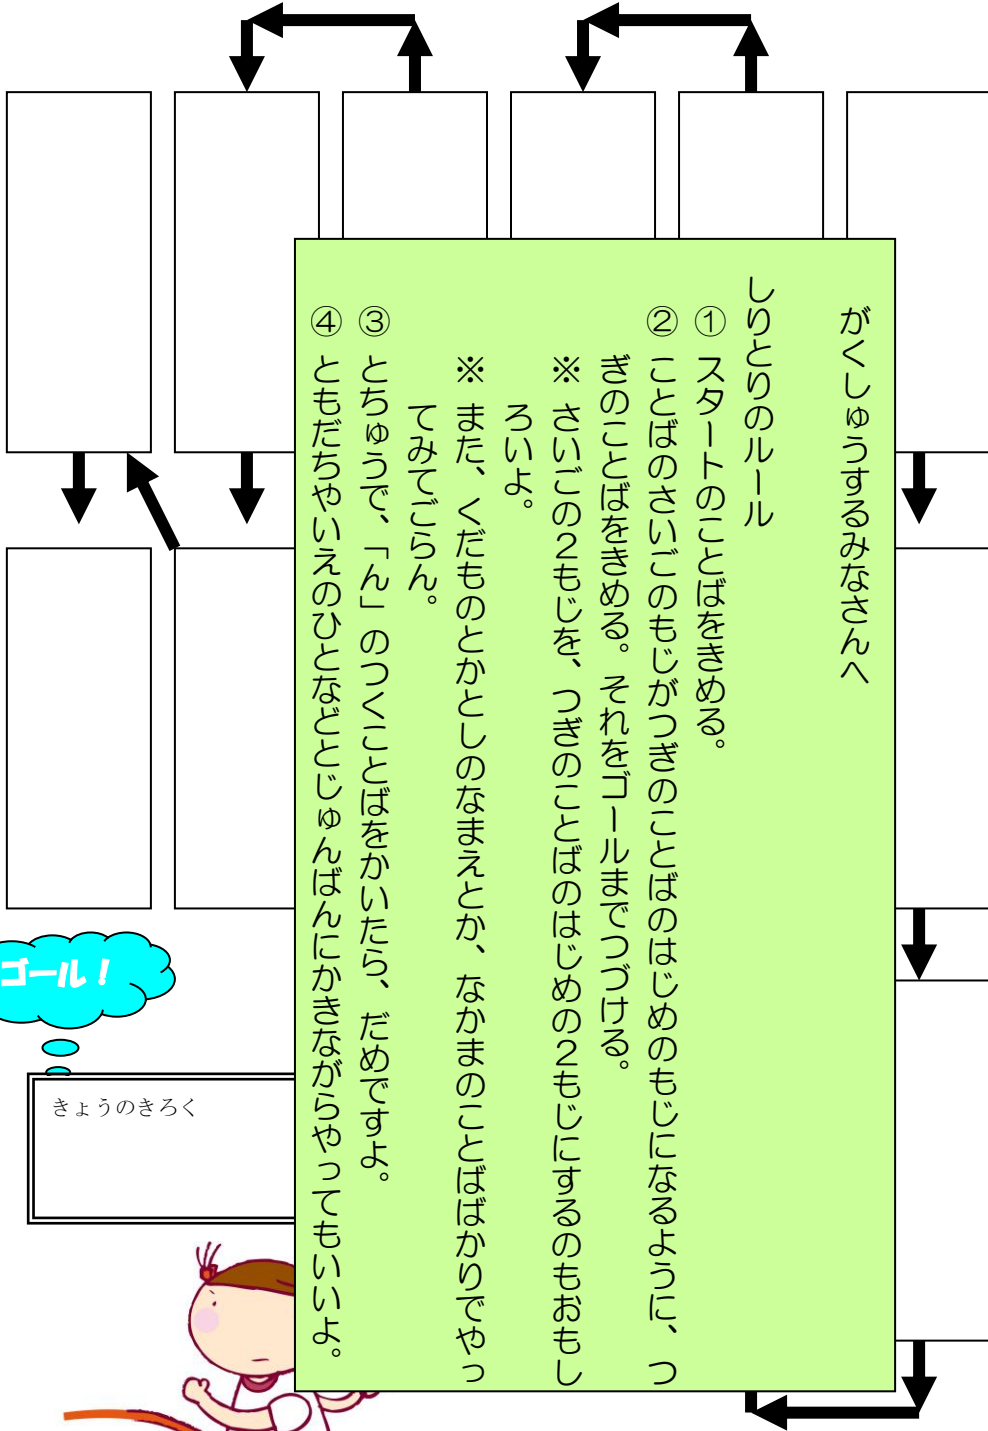 がくしゅうするみなさんへ
しりとりのルール
① スタートのことばをきめる。
② ことばのさいごのもじがつぎのことばのはじめのもじになるように、つ
ぎのことばをきめる。それをゴールまでつづける。
※ さいごの2もじを、つぎのことばのはじめの2もじにするのもおもし
ろいよ。
※ また、くだものとかとしのなまえとか、なかまのことばばかりでやっ
てみてごらん。
③ とちゅうで、「ん」のつくことばをかいたら、だめですよ。
④ ともだちやいえのひとなどとじゅんばんにかきながらやってもいいよ。
ゴール！
きょうのきろく